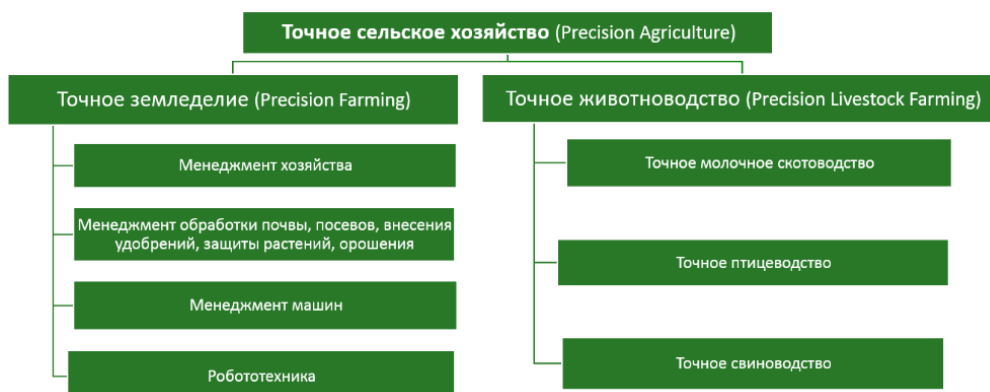 Точное сельское хозяйство (Precision Agriculture)
Точное земледелие (Precision Farming)
Менеджмент хозяйства
Менеджмент обработки почвы, посевов, внесения
удобрений, защиты растений, орошения
Менеджмент машин
Робототехника
Точное животноводство (Precision Livestock Farming)
Точное молочное скотоводство
Точное птицеводство
Точное свиноводство